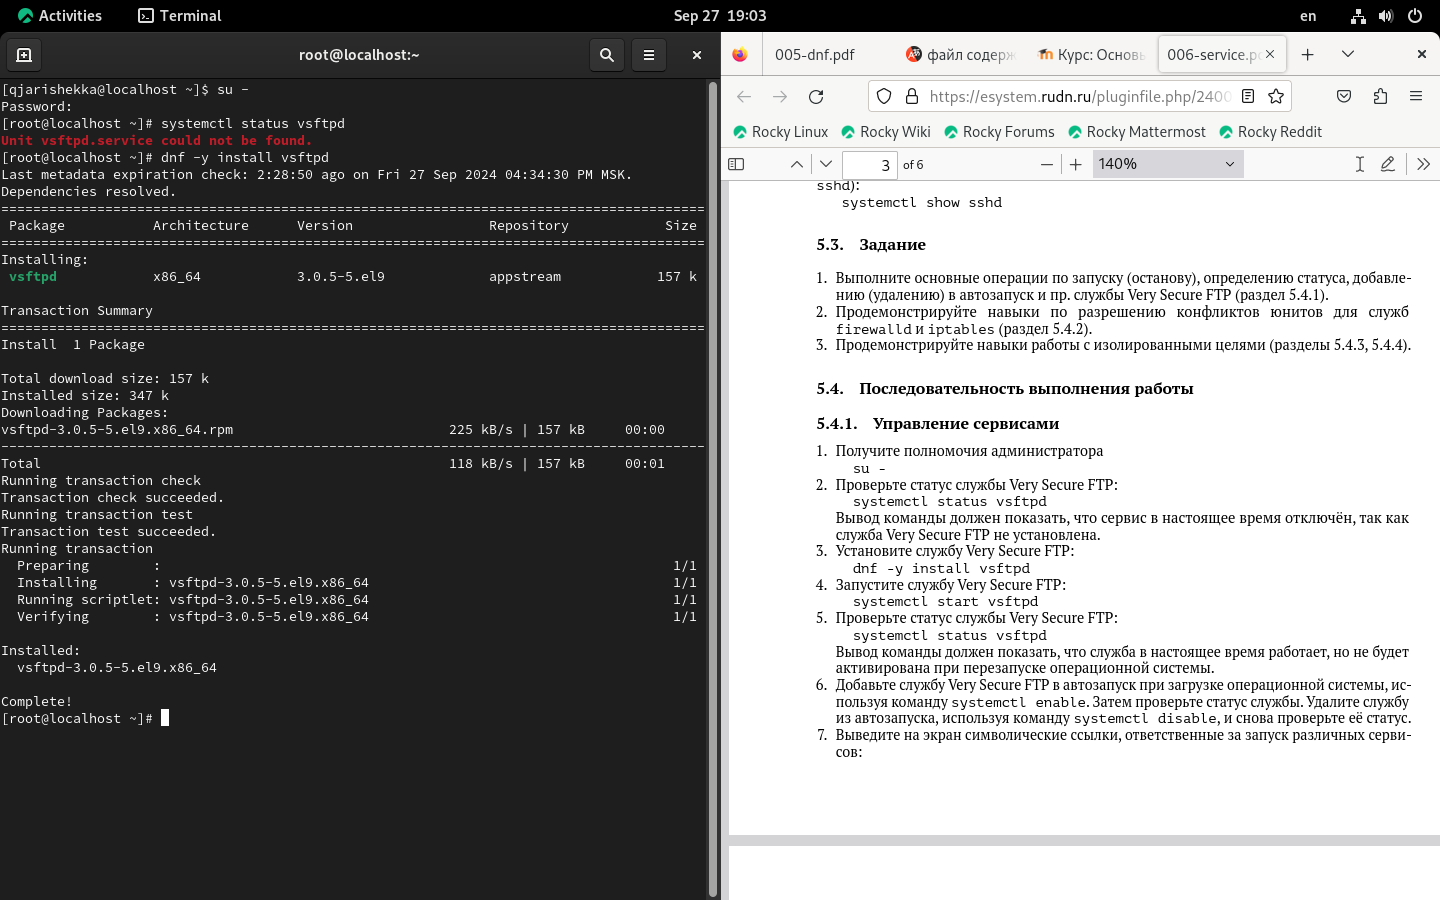 Activities Terminal Sep 27 19:03 en
root@localhost:~
[qjarishekka@localhost ~]$ su -
Password:
[root@localhost ~]# systemctl status vsftpd
Unit vsftpd.service could not be found.
[root@localhost ~]# dnf -y install vsftpd
Last metadata expiration check: 2:28:50 ago on Fri 27 Sep 2024 04:34:30 PM MSK.
Dependencies resolved.
================================================================================
Package Architecture Version Repository Size
================================================================================
Installing:
vsftpd x86_64 3.0.5-5.el9 appstream 157 k
Transaction Summary
================================================================================
Install 1 Package
Total download size: 157 k
Installed size: 347 k
Downloading Packages:
vsftpd-3.0.5-5.el9.x86_64.rpm 225 kB/s | 157 kB 00:00
--------------------------------------------------------------------------------
Total 118 kB/s | 157 kB 00:01
Running transaction check
Transaction check succeeded.
Running transaction test
Transaction test succeeded.
Running transaction
Preparing : 1/1
Installing : vsftpd-3.0.5-5.el9.x86_64 1/1
Running scriptlet: vsftpd-3.0.5-5.el9.x86_64 1/1
Verifying : vsftpd-3.0.5-5.el9.x86_64 1/1
Installed:
vsftpd-3.0.5-5.el9.x86_64
Complete!
[root@localhost ~]#
005-dnf.pdf файл содерж Курс: Основы 006-service.p
https://esystem.rudn.ru/pluginfile.php/2400
Rocky Linux Rocky Wiki Rocky Forums Rocky Mattermost Rocky Reddit
3 of 6 140%
sshd):
systemctl show sshd
5.3. Задание
1. Выполните основные операции по запуску (останову), определению статуса, добавле-
нию (удалению) в автозапуск и пр. службы Very Secure FTP (раздел 5.4.1).
2. Продемонстрируйте навыки по разрешению конфликтов юнитов для служб
firewalld и iptables (раздел 5.4.2).
3. Продемонстрируйте навыки работы с изолированными целями (разделы 5.4.3, 5.4.4).
5.4. Последовательность выполнения работы
5.4.1. Управление сервисами
1. Получите полномочия администратора
su -
2. Проверьте статус службы Very Secure FTP:
systemctl status vsftpd
Вывод команды должен показать, что сервис в настоящее время отключён, так как
служба Very Secure FTP не установлена.
3. Установите службу Very Secure FTP:
dnf -y install vsftpd
4. Запустите службу Very Secure FTP:
systemctl start vsftpd
5. Проверьте статус службы Very Secure FTP:
systemctl status vsftpd
Вывод команды должен показать, что служба в настоящее время работает, но не будет
активирована при перезапуске операционной системы.
6. Добавьте службу Very Secure FTP в автозапуск при загрузке операционной системы, ис-
пользуя команду systemctl enable. Затем проверьте статус службы. Удалите службу
из автозапуска, используя команду systemctl disable, и снова проверьте её статус.
7. Выведите на экран символические ссылки, ответственные за запуск различных серви-
сов: